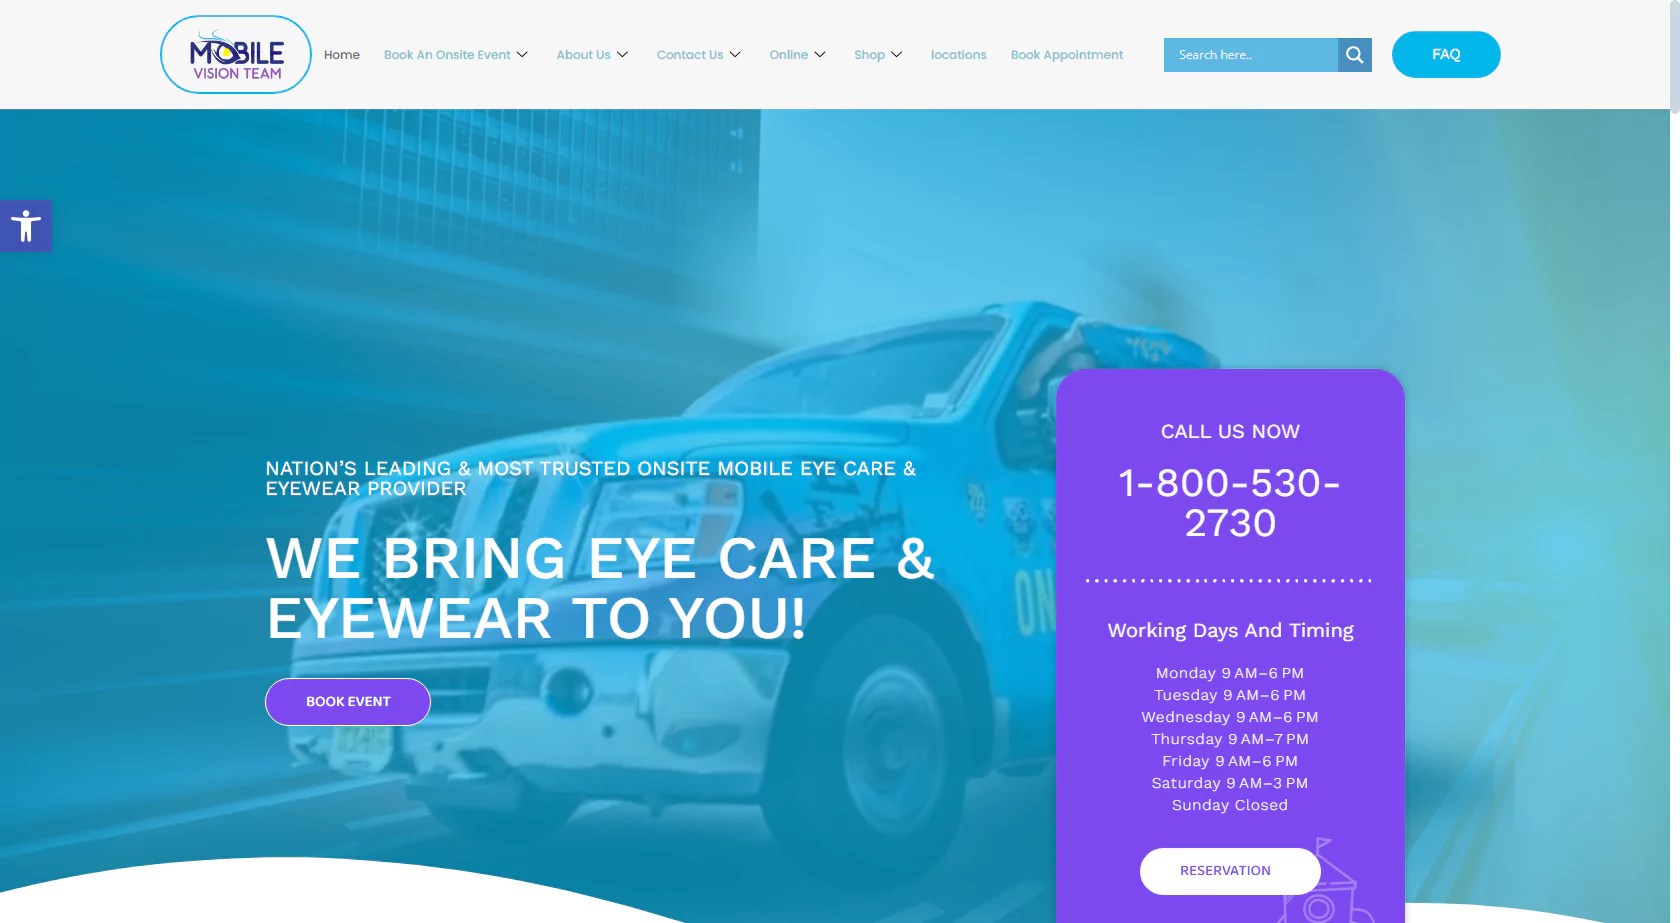 MOBILE
VISION TEAM
Home
Book An Onsite Event
About Us
Contact Us
Online
Shop
locations
Book Appointment
Search here..
FAQ
NATION’S LEADING & MOST TRUSTED ONSITE MOBILE EYE CARE &
EYEWEAR PROVIDER
WE BRING EYE CARE &
EYEWEAR TO YOU!
BOOK EVENT
ON
CALL US NOW
1-800-530-
2730
Working Days And Timing
Monday 9 AM–6 PM
Tuesday 9 AM–6 PM
Wednesday 9 AM–6 PM
Thursday 9 AM–7 PM
Friday 9 AM–6 PM
Saturday 9 AM–3 PM
Sunday Closed
RESERVATION